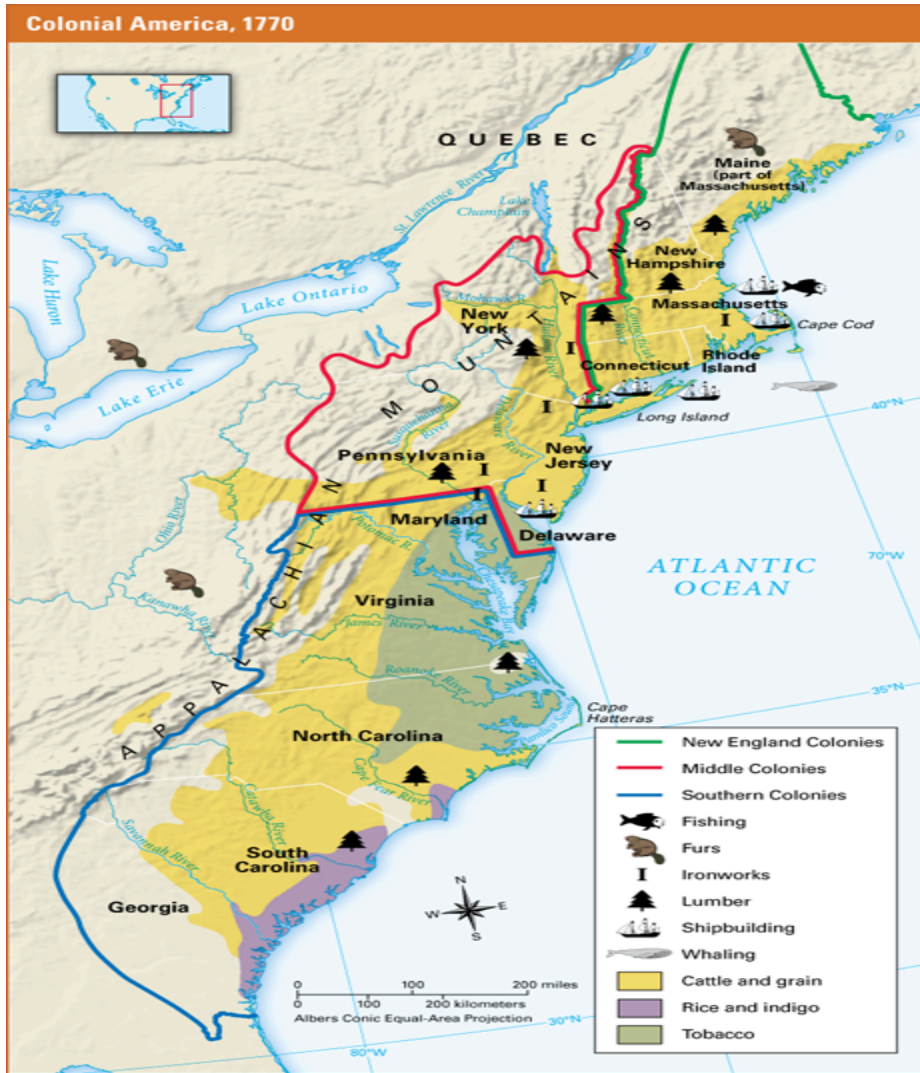 Colonial America, 1770
QUEBEC
Maine
(part of
Massachusetts)
St. Lawrence River
Lake
Champlain
Lake Huron
Lake Ontario
New
Hampshire
Mohawk R.
New
York
Hudson River
Massachusetts
Connecticut
River
Cape Cod
Connecticut
Rhode
Island
Lake Erie
Long Island
40°N
APPALACHIAN MOUNTAINS
Susquehanna
River
Delaware
River
Pennsylvania
New
Jersey
Ohio River
Maryland
Potomac R.
Delaware
ATLANTIC
OCEAN
70°W
Chesapeake Bay
Virginia
Kanawha River
James River
Roanoke River
35°N
Cape
Hatteras
Pamlico Sound
North Carolina
Cape Fear River
Catawba River
Savannah River
South
Carolina
Georgia
N
W E
S
0 100 200 miles
0 100 200 kilometers
Albers Conic Equal-Area Projection
30°N
80°W
New England Colonies
Middle Colonies
Southern Colonies
Fishing
Furs
Ironworks
Lumber
Shipbuilding
Whaling
Cattle and grain
Rice and indigo
Tobacco